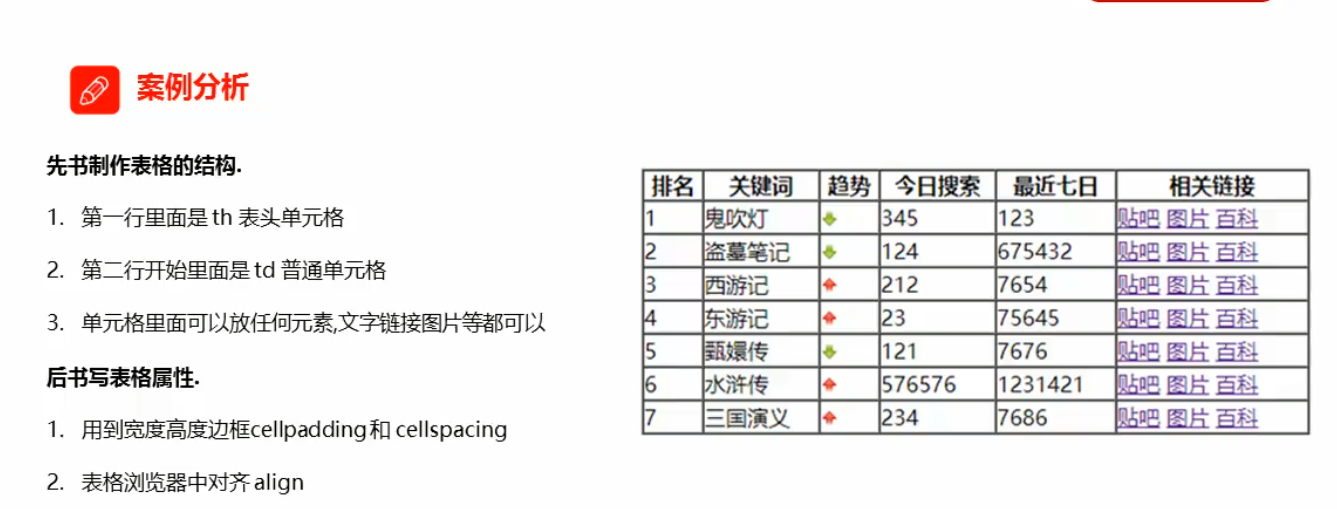 案例分析
先书制作表格的结构.
1. 第一行里面是 th 表头单元格
2. 第二行开始里面是 td 普通单元格
3. 单元格里面可以放任何元素,文字链接图片等都可以
后书写表格属性.
1. 用到宽度高度边框cellpadding和 cellspacing
2. 表格浏览器中对齐 align
排名 关键词 趋势 今日搜索 最近七日 相关链接
1 鬼吹灯 345 123 贴吧 图片 百科
2 盗墓笔记 124 675432 贴吧 图片 百科
3 西游记 212 7654 贴吧 图片 百科
4 东游记 23 75645 贴吧 图片 百科
5 甄嬛传 121 7676 贴吧 图片 百科
6 水浒传 576576 1231421 贴吧 图片 百科
7 三国演义 234 7686 贴吧 图片 百科